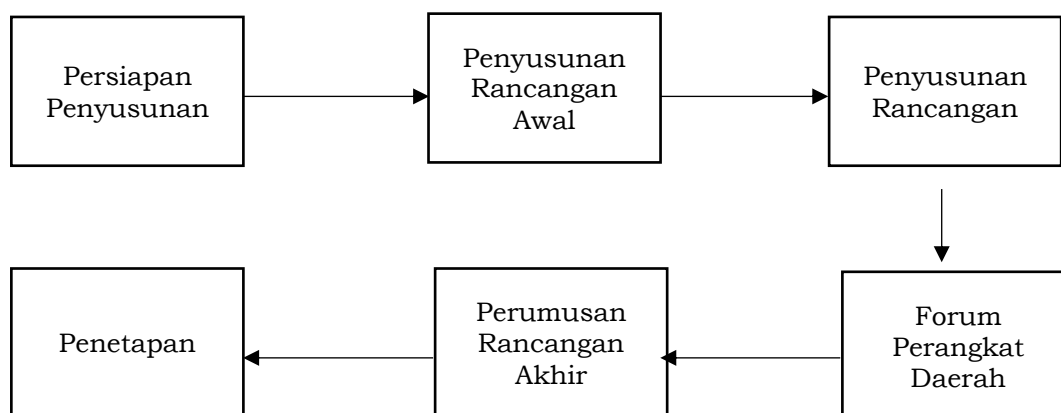 Persiapan
Penyusunan
Penyusunan
Rancangan
Awal
Penyusunan
Rancangan
Forum
Perangkat
Daerah
Perumusan
Rancangan
Akhir
Penetapan